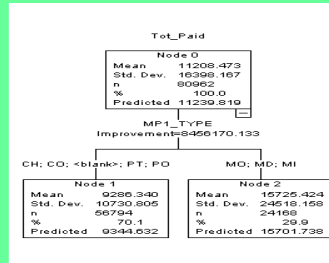 Tot_Paid
Node 0
Mean 11208.473
Std. Dev. 16398.167
n 80962
% 100.0
Predicted 11239.819
MP1_TYPE
Improvement=8456170.133
CH; CO; <blank>; PT; PO
MO; MD; MI
Node 1
Mean 9286.340
Std. Dev. 10730.805
n 56794
% 70.1
Predicted 9344.632
Node 2
Mean 15725.424
Std. Dev. 24518.158
n 24168
% 29.9
Predicted 15701.738